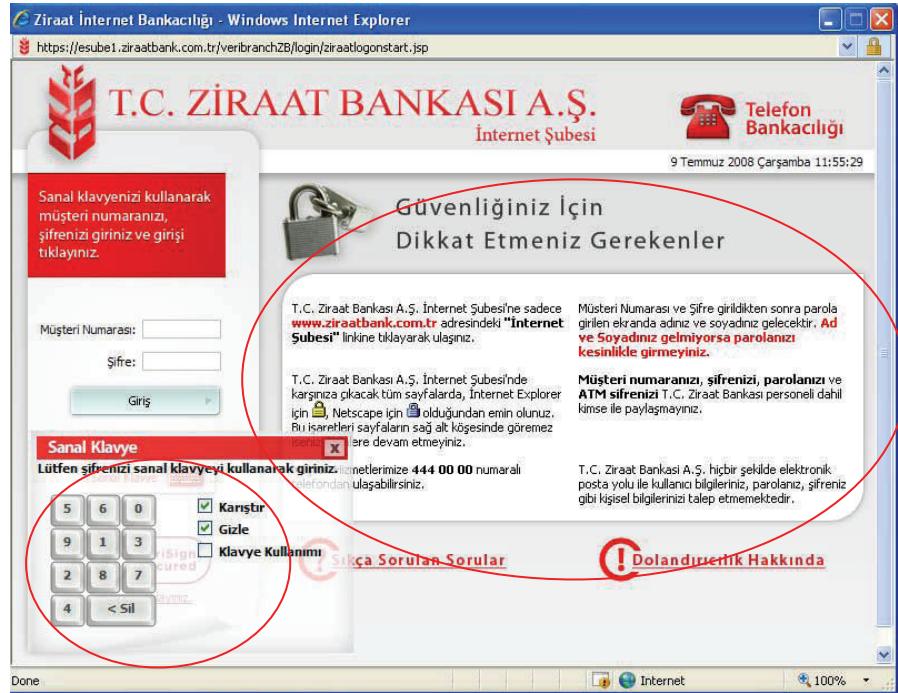 Ziraat İnternet Bankacılığı - Windows Internet Explorer
https://esube1.ziraatbank.com.tr/veribranchZB/login/ziraatlogonstart.jsp
T.C. ZİRAAT BANKASI A.Ş.
İnternet Şubesi
Telefon
Bankacılığı
9 Temmuz 2008 Çarşamba 11:55:29
Sanal klavyenizi kullanarak
müşteri numaranızı,
şifrenizi giriniz ve girişi
tıklayınız.
Müşteri Numarası:
Şifre:
Giriş
Güvenliğiniz İçin
Dikkat Etmeniz Gerekenler
T.C. Ziraat Bankası A.Ş. İnternet Şubesi'ne sadece
www.ziraatbank.com.tr adresindeki "İnternet
Şubesi" linkine tıklayarak ulaşınız.
T.C. Ziraat Bankası A.Ş. İnternet Şubesi'nde
karşınıza çıkacak tüm sayfalarda, İnternet Explorer
için , Netscape için olduğundan emin olunuz.
Bu işaretleri sayfaların sağ alt köşesinde göremez
ere devam etmeyiniz.
izmetlerimize 444 00 00 numaralı
telefondan ulaşabilirsiniz.
Müsteri Numarası ve Şifre girildikten sonra parola
girilen ekranda adınız ve soyadınız gelecektir. Ad
ve Soyadınız gelmiyorsa parolanızı
kesinlikle girmeyiniz.
Müşteri numaranızı, şifrenizi, parolanızı ve
ATM sifrenizi T.C. Ziraat Bankası personeli dahil
kimse ile paylaşmayınız.
T.C. Ziraat Bankasi A.Ş. hiçbir şekilde elektronik
posta yolu ile kullanıcı bilgileriniz, parolanız, şifreniz
gibi kişisel bilgilerinizi talep etmemektedir.
Sıkça Sorulan Sorular
Dolandırıcılık Hakkında
Sanal Klavye
x
Lütfen şifrenizi sanal klavyeyi kullanarak giriniz.
5 6 0
9 1 3
2 8 7
4 < Sil
Karıştır
Gizle
Klavye Kullanımı
Done
Internet
100%